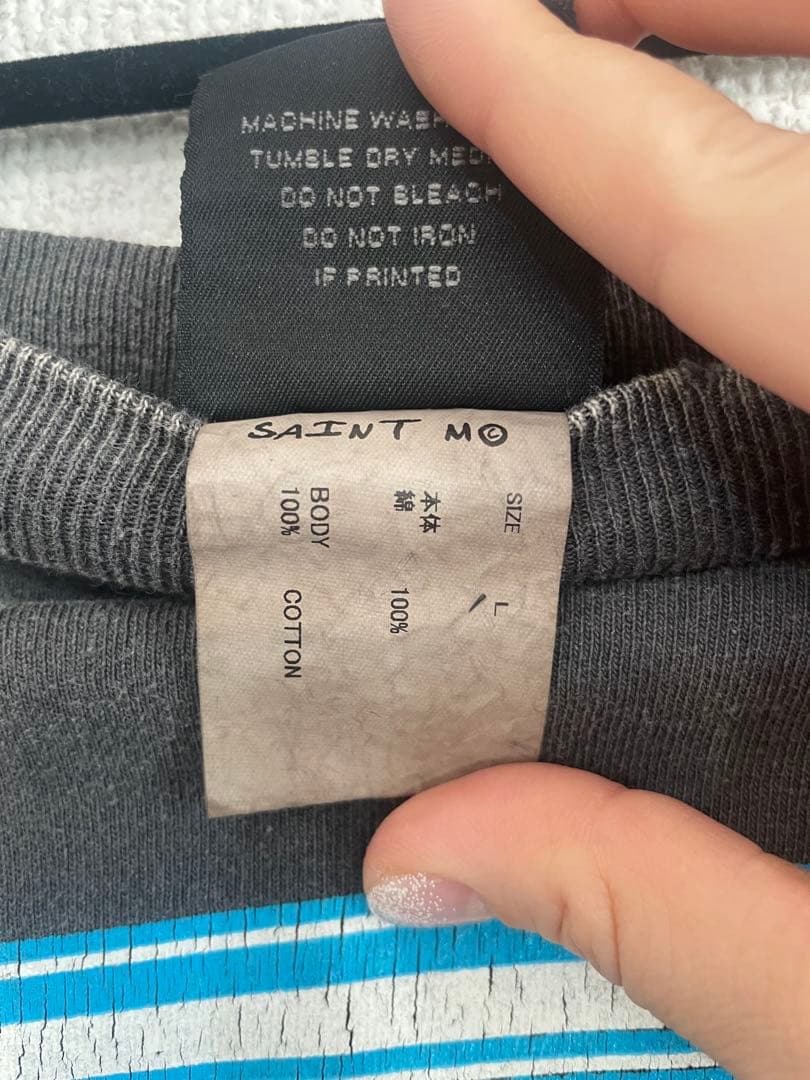 MACHINE WASH
TUMBLE DRY MED
DO NOT BLEACH
DO NOT IRON
IF PRINTED
SAINT M©
SIZE L
本体
綿 100%
BODY
100% COTTON